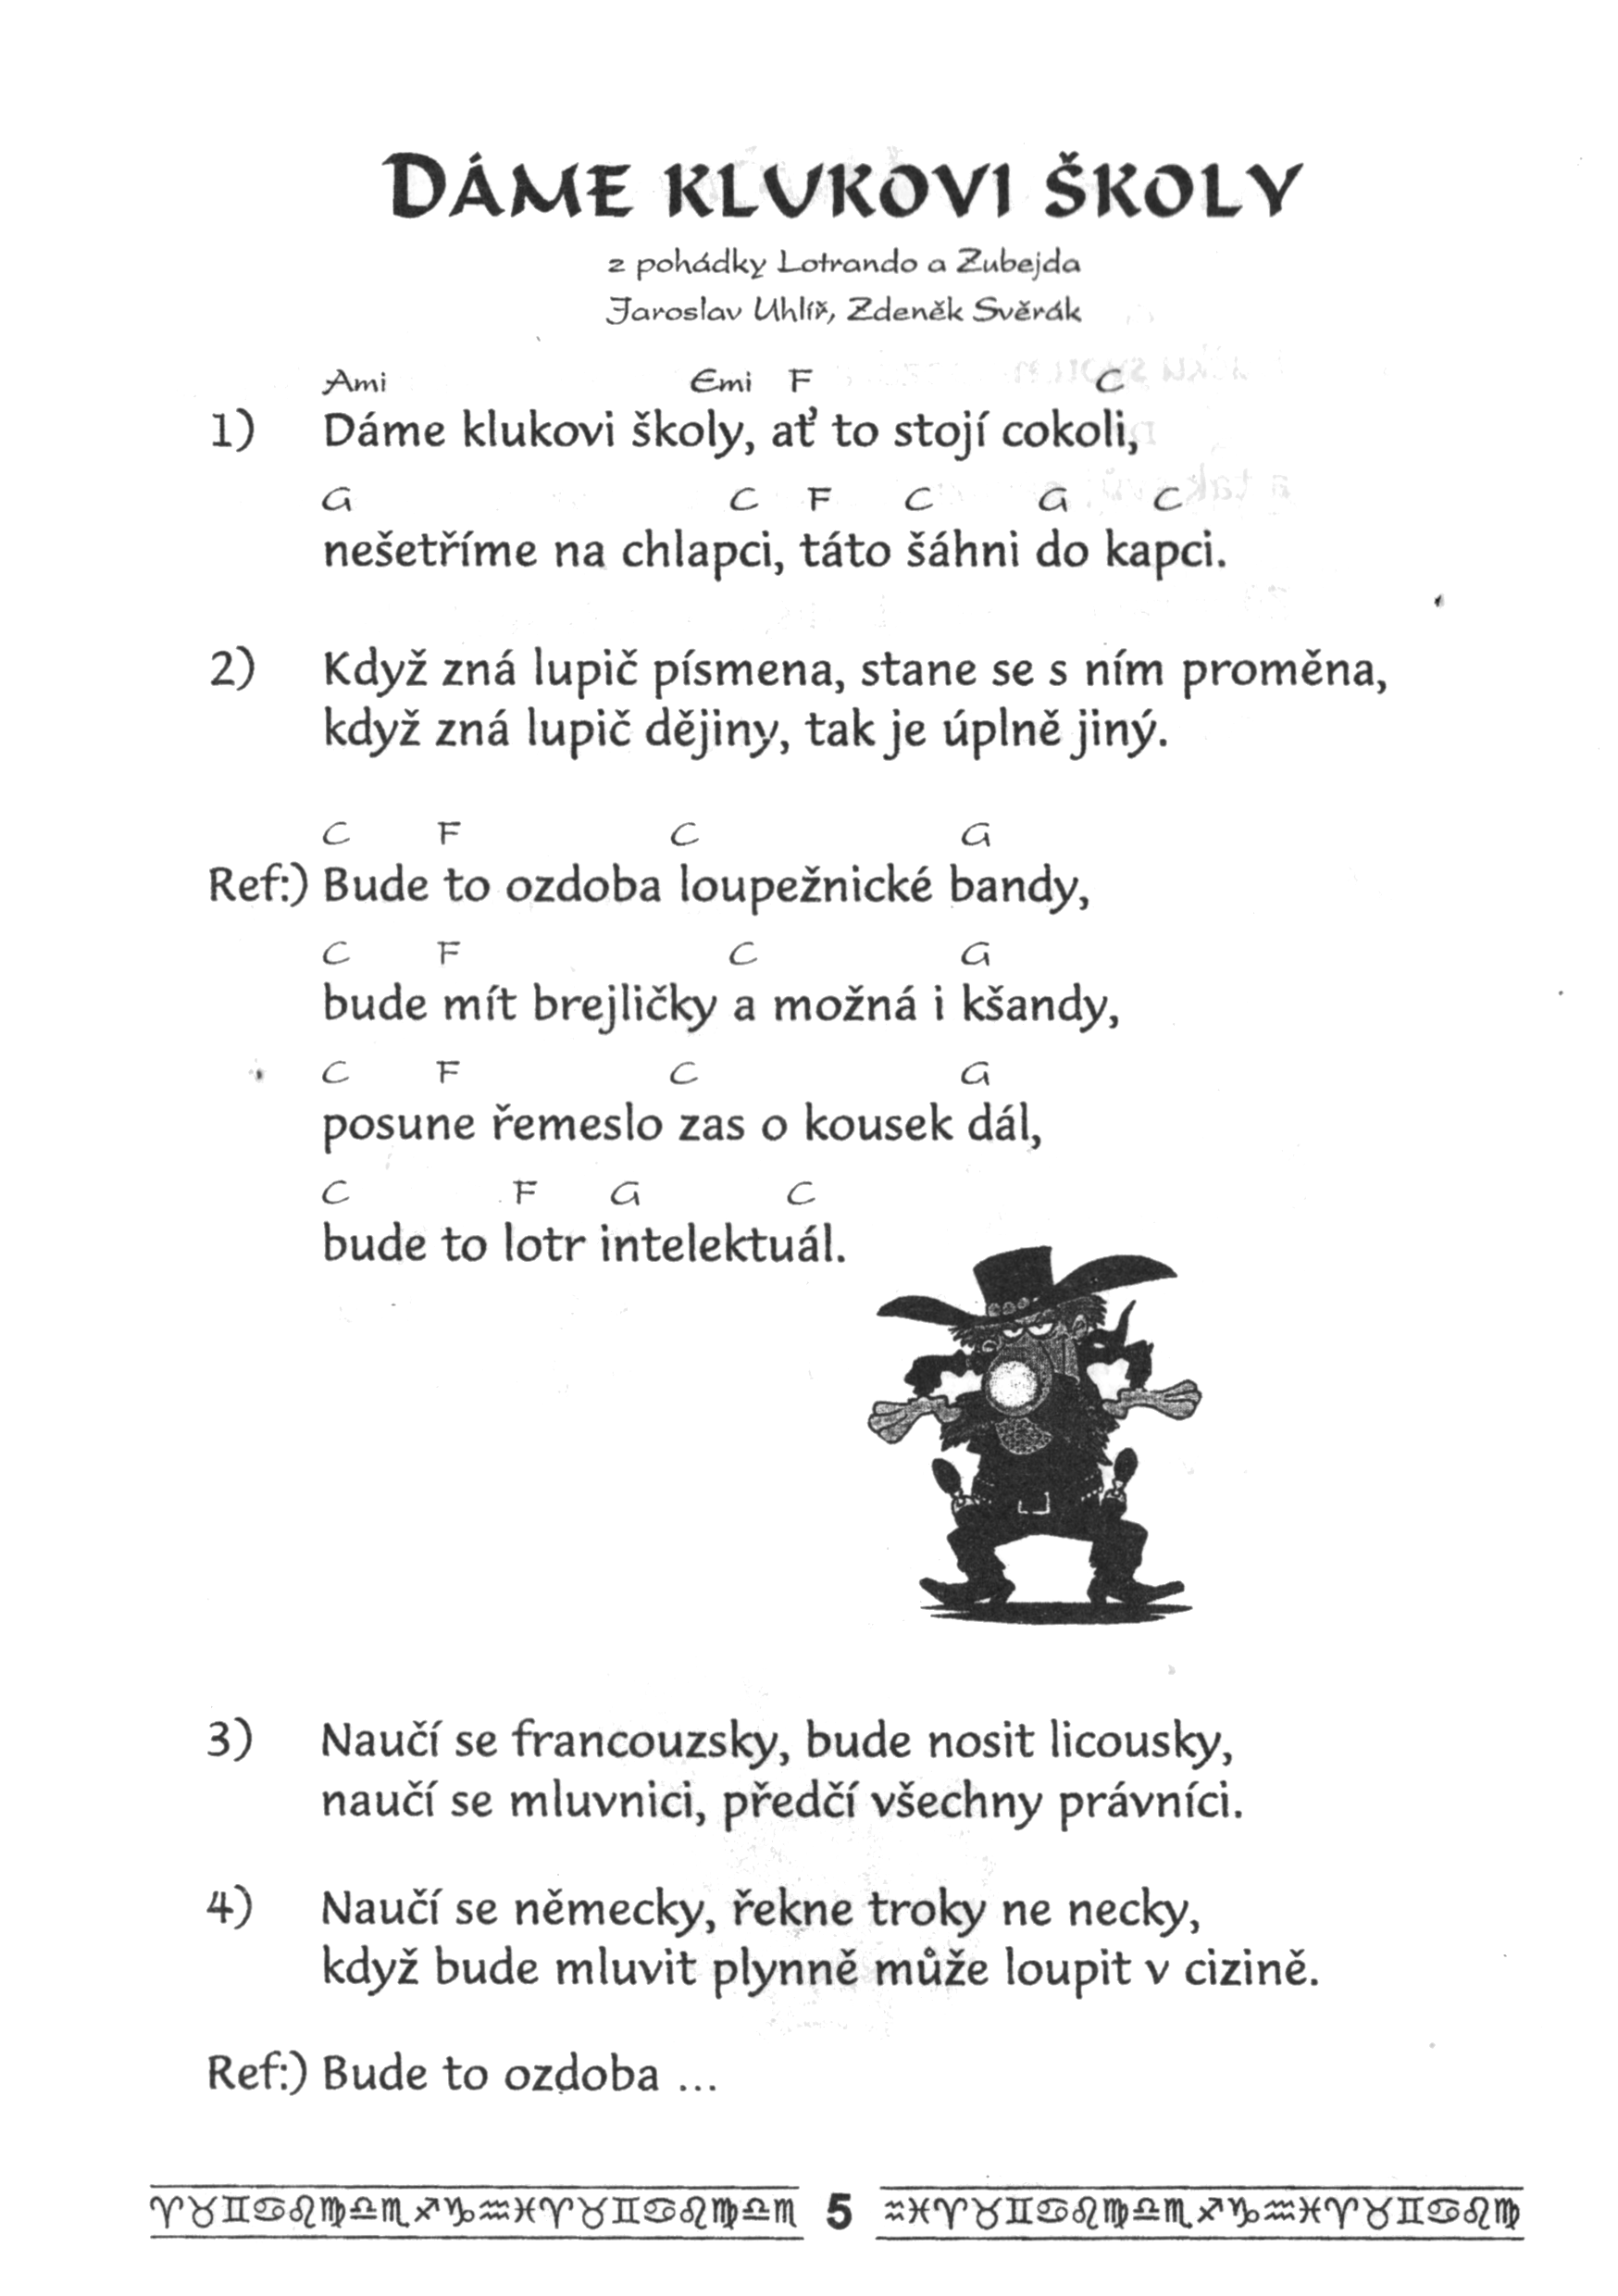 DÁME KLUKOVI ŠKOLY
z pohádky Lotrando a Zubejda
Jaroslav Uhlíř, Zdeněk Svěrák
Ami Emi F C
1) Dáme klukovi školy, ať to stojí cokoli,
G C F C G C
nešetříme na chlapci, táto šáhni do kapci.
2) Když zná lupič písmena, stane se s ním proměna,
když zná lupič dějiny, tak je úplně jiný.
C F C G
Ref:) Bude to ozdoba loupežnické bandy,
C F C G
bude mít brejličky a možná i kšandy,
C F C G
posune řemeslo zas o kousek dál,
C F G C
bude to lotr intelektuál.
3) Naučí se francouzsky, bude nosit licousky,
naučí se mluvnici, předčí všechny právníci.
4) Naučí se německy, řekne troky ne necky,
když bude mluvit plynně může loupit v cizině.
Ref:) Bude to ozdoba ...
♈♉♊♋♌♍♎♏♐♑♒♓♈♉♊♋♌♍♎♏ 5 ♒♓♈♉♊♋♌♍♎♏♐♑♒♓♈♉♊♋♌♍